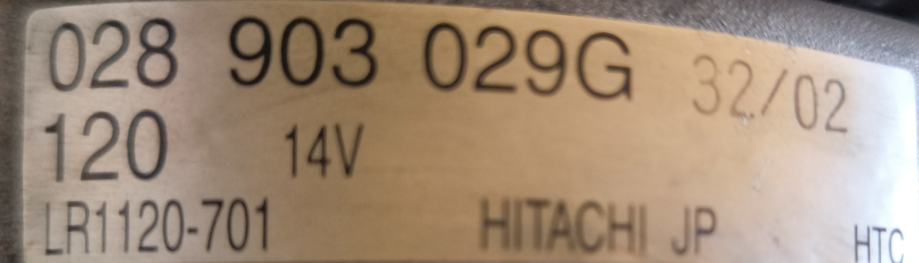 028 903 029G 32/02
120 14V
LR1120-701 HITACHI JP HTC